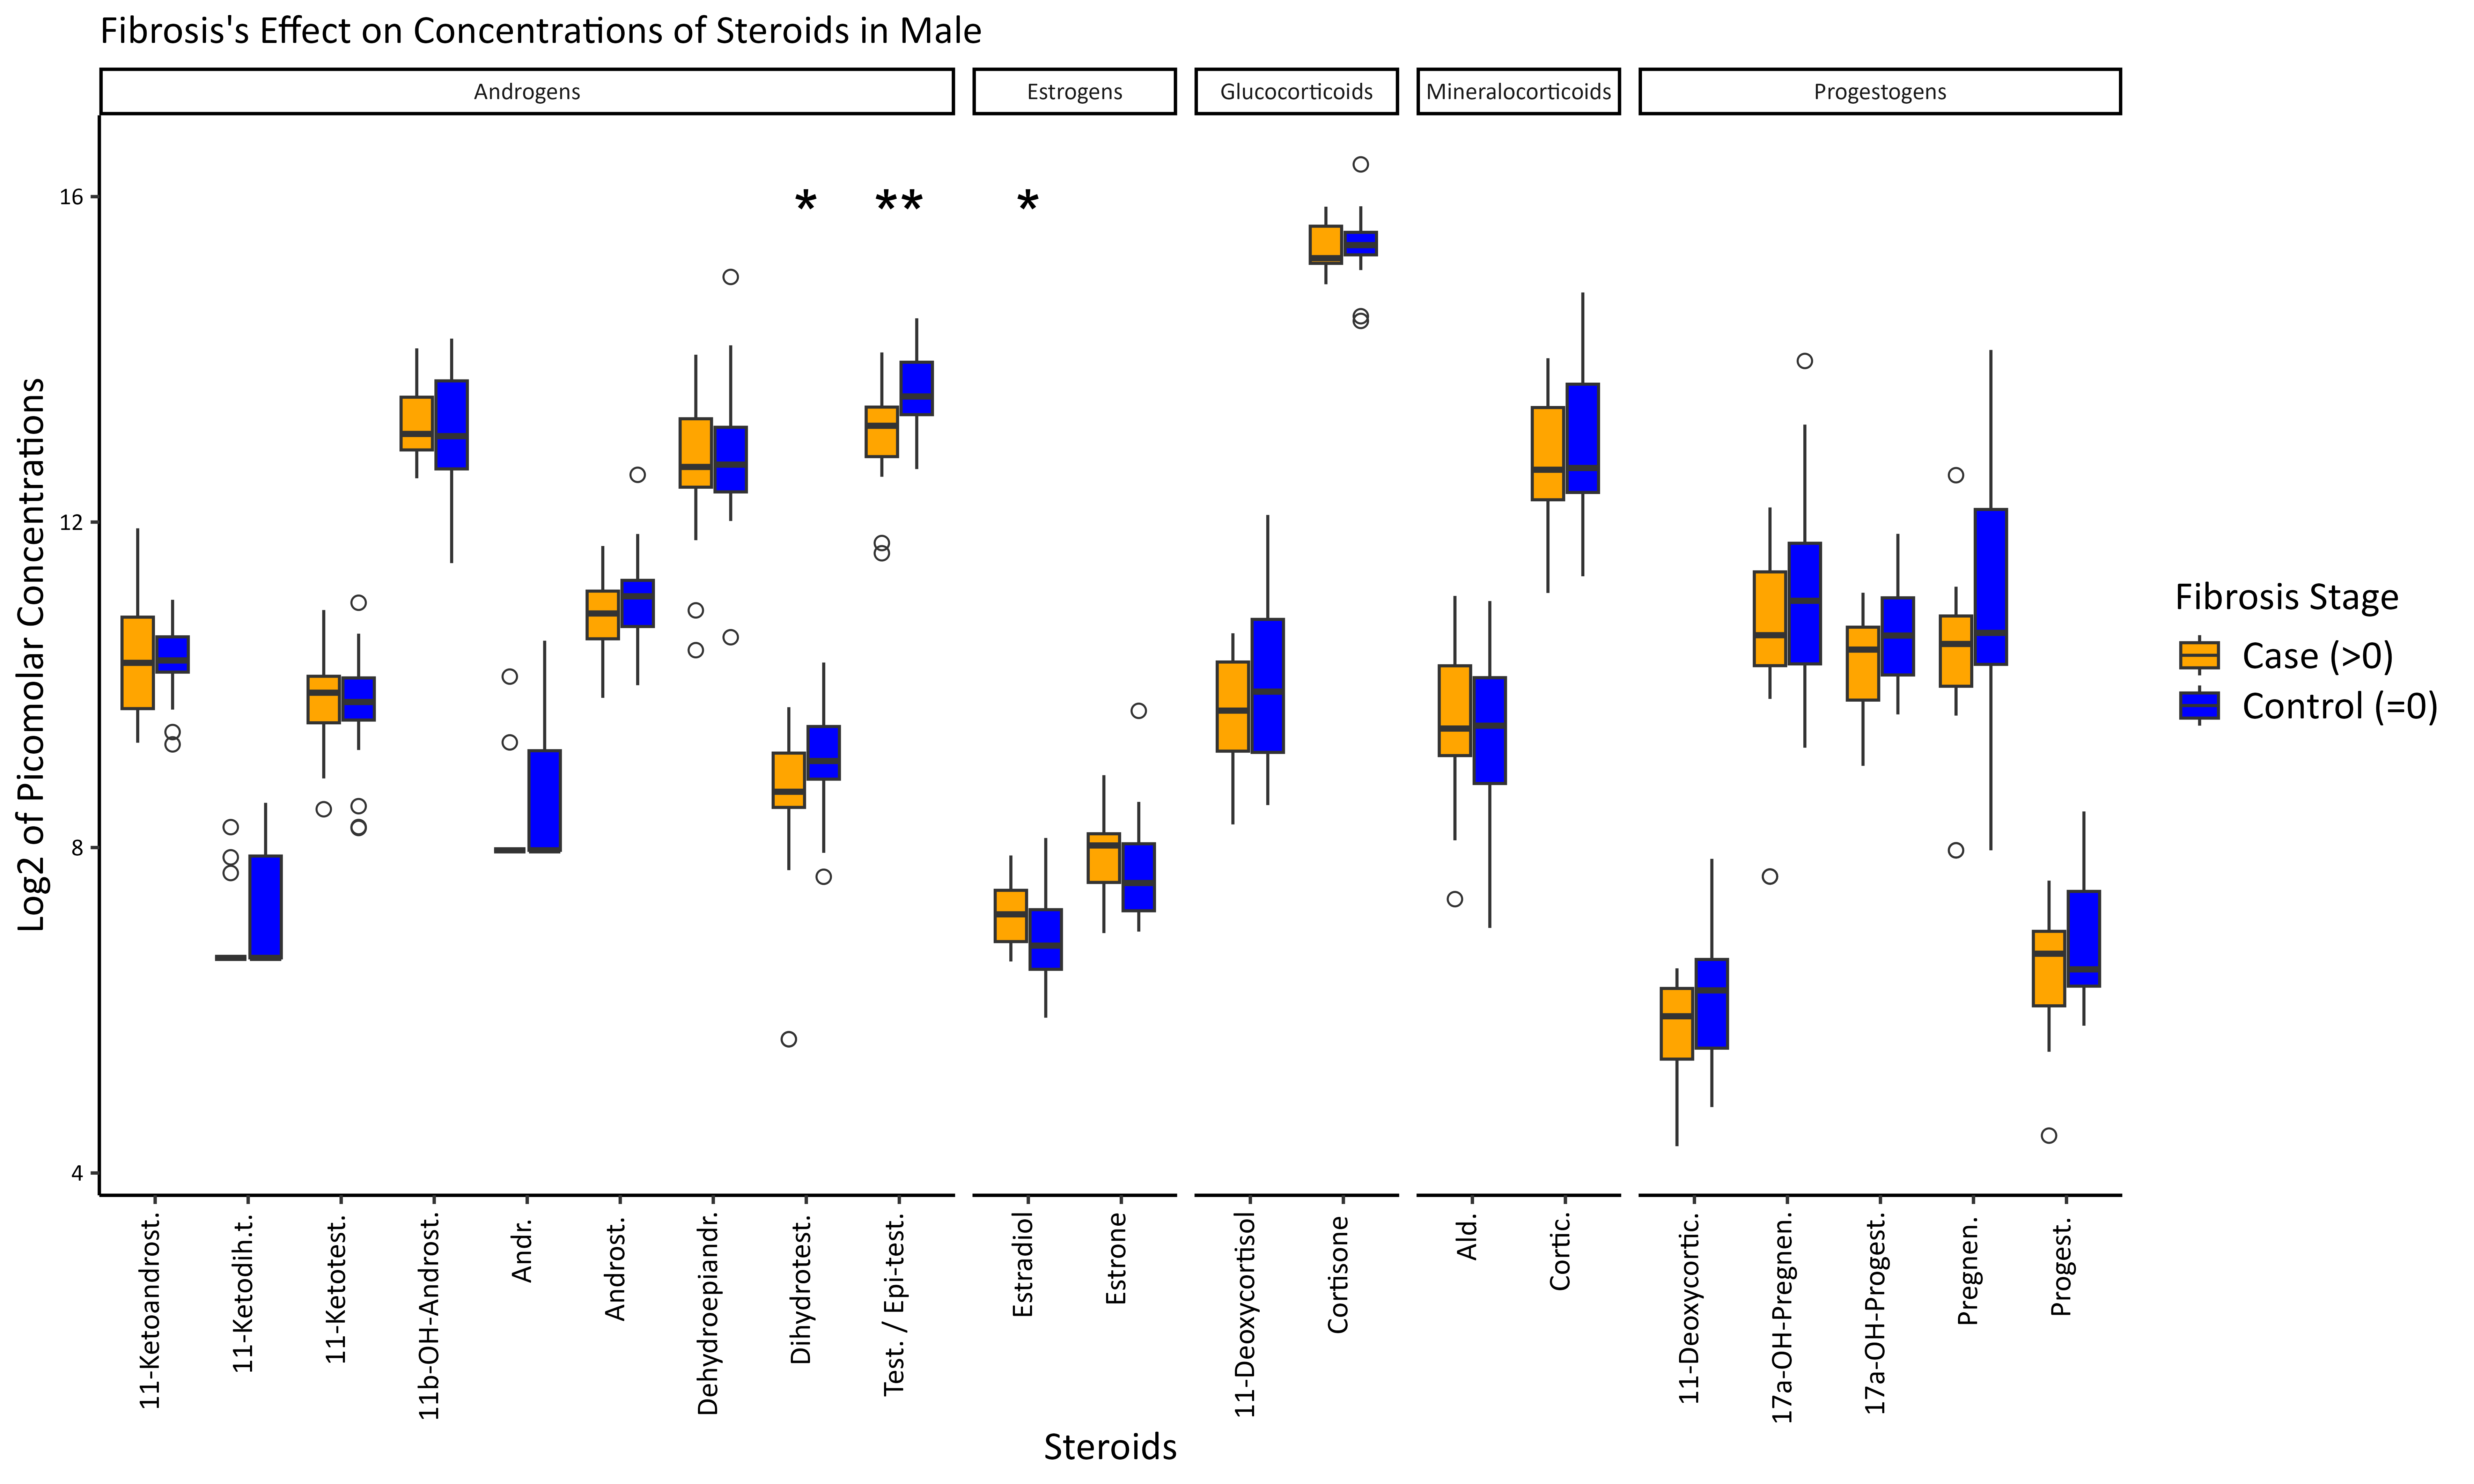 Fibrosis's Effect on Concentrations of Steroids in Male
Androgens
Estrogens
Glucocorticoids
Mineralocorticoids
Progestogens
Log2 of Picomolar Concentrations
16
12
8
4
*
**
*
11-Ketoandrost.
11-Ketodih.t.
11-Ketotest.
11b-OH-Androst.
Andr.
Androst.
Dehydroepiandr.
Dihydrotest.
Test. / Epi-test.
Estradiol
Estrone
11-Deoxycortisol
Cortisone
Ald.
Cortic.
11-Deoxycortic.
17a-OH-Pregnen.
17a-OH-Progest.
Pregnen.
Progest.
Steroids
Fibrosis Stage
Case (>0)
Control (=0)